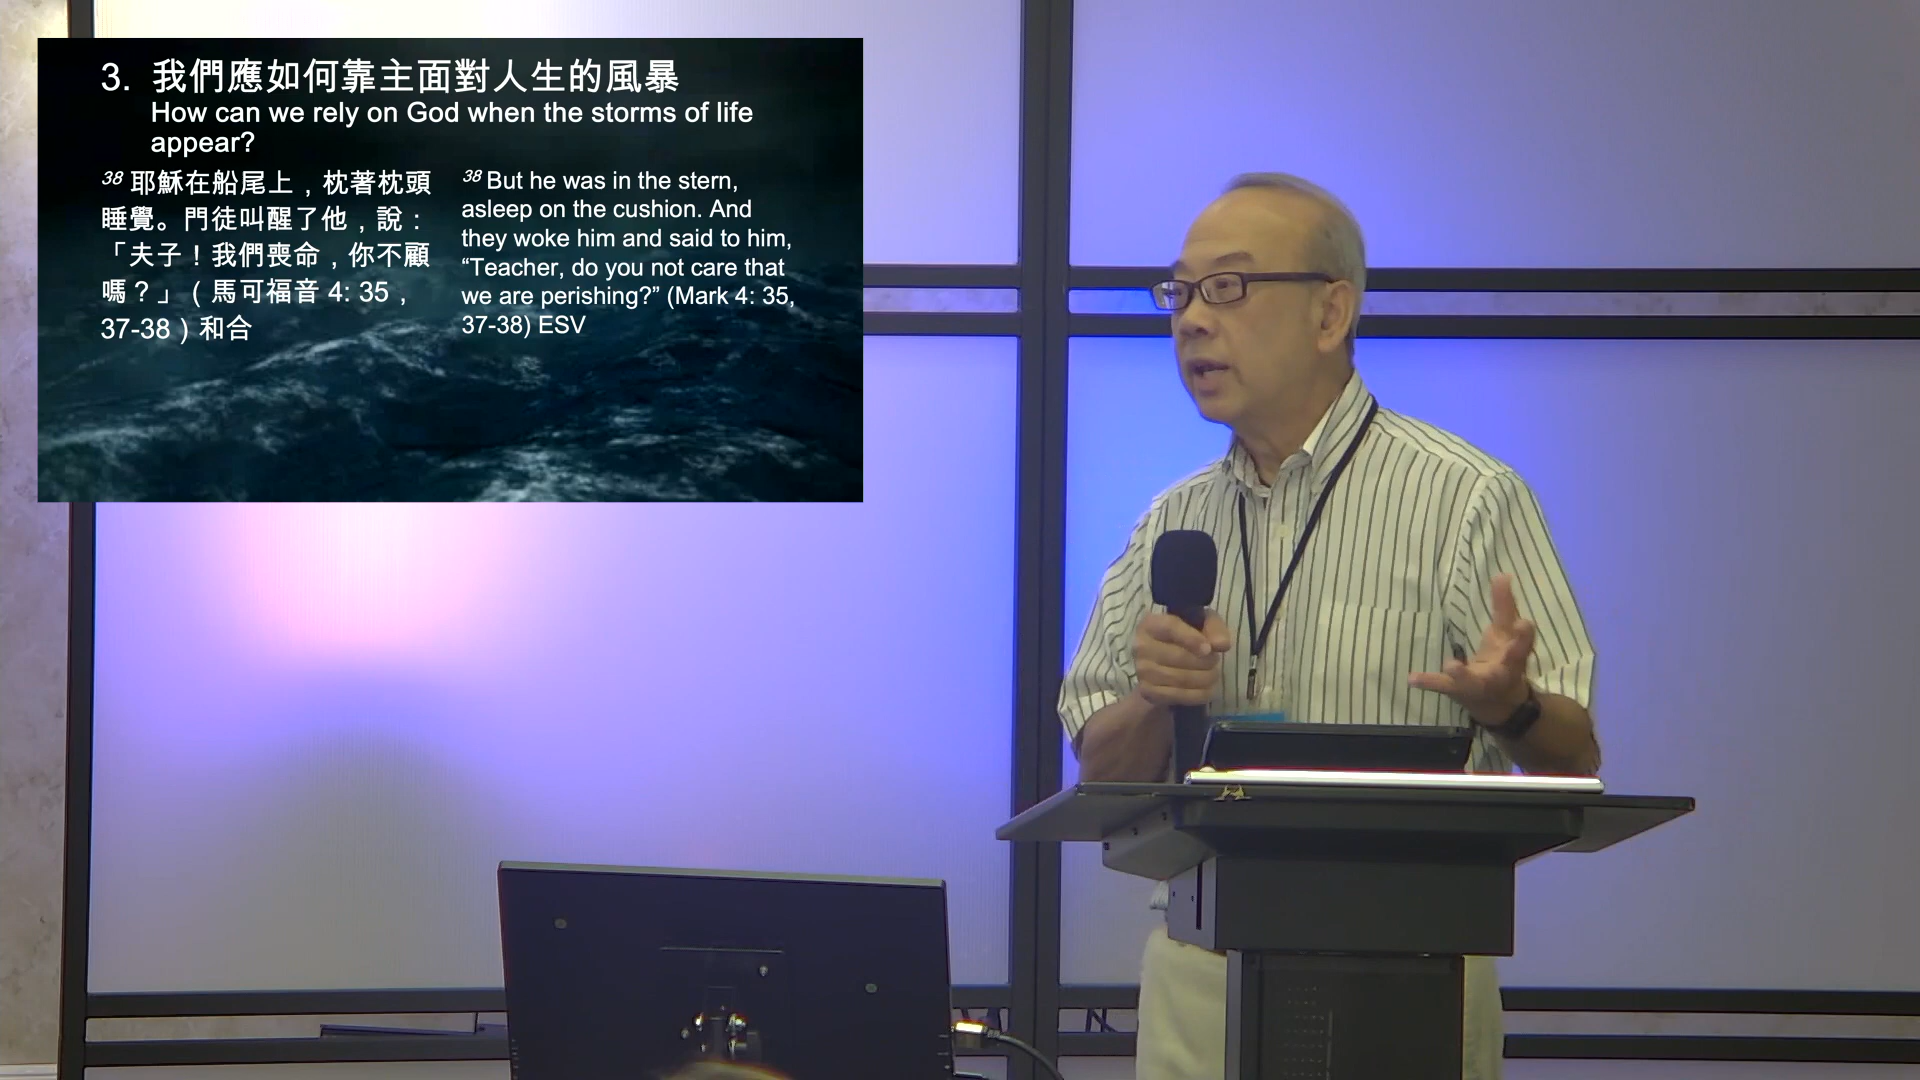 3. 我們應如何靠主面對人生的風暴
How can we rely on God when the storms of life
appear?
38 耶穌在船尾上，枕著枕頭
睡覺。門徒叫醒了他，說：
「夫子！我們喪命，你不顧
嗎？」（馬可福音 4: 35，
37-38）和合
38 But he was in the stern,
asleep on the cushion. And
they woke him and said to him,
“Teacher, do you not care that
we are perishing?” (Mark 4: 35,
37-38) ESV